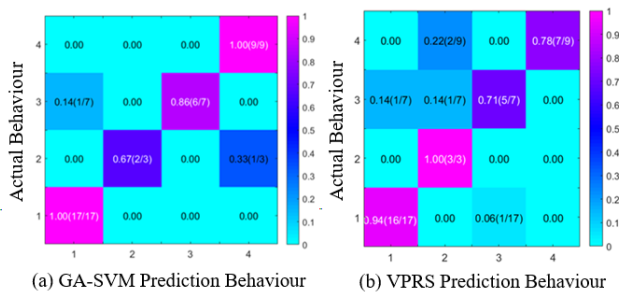 Actual Behaviour
4 0.00 0.00 0.00 1.00(9/9)
3 0.14(1/7) 0.00 0.86(6/7) 0.00
2 0.00 0.67(2/3) 0.00 0.33(1/3)
1 1.00(17/17) 0.00 0.00 0.00
1 2 3 4
1
0.9
0.8
0.7
0.6
0.5
0.4
0.3
0.2
0.1
0
(a) GA-SVM Prediction Behaviour
Actual Behaviour
4 0.00 0.22(2/9) 0.00 0.78(7/9)
3 0.14(1/7) 0.14(1/7) 0.71(5/7) 0.00
2 0.00 1.00(3/3) 0.00 0.00
1 0.94(16/17) 0.00 0.06(1/17) 0.00
1 2 3 4
1
0.9
0.8
0.7
0.6
0.5
0.4
0.3
0.2
0.1
0
(b) VPRS Prediction Behaviour